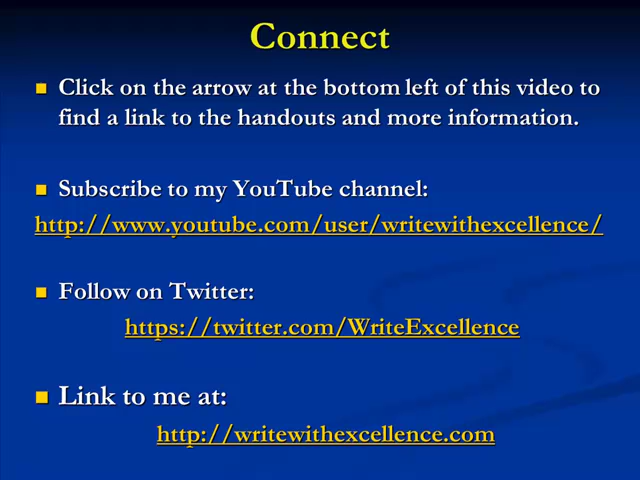 Connect
Click on the arrow at the bottom left of this video to
find a link to the handouts and more information.
Subscribe to my YouTube channel:
http://www.youtube.com/user/writewithexcellence/
Follow on Twitter:
https://twitter.com/WriteExcellence
Link to me at:
http://writewithexcellence.com